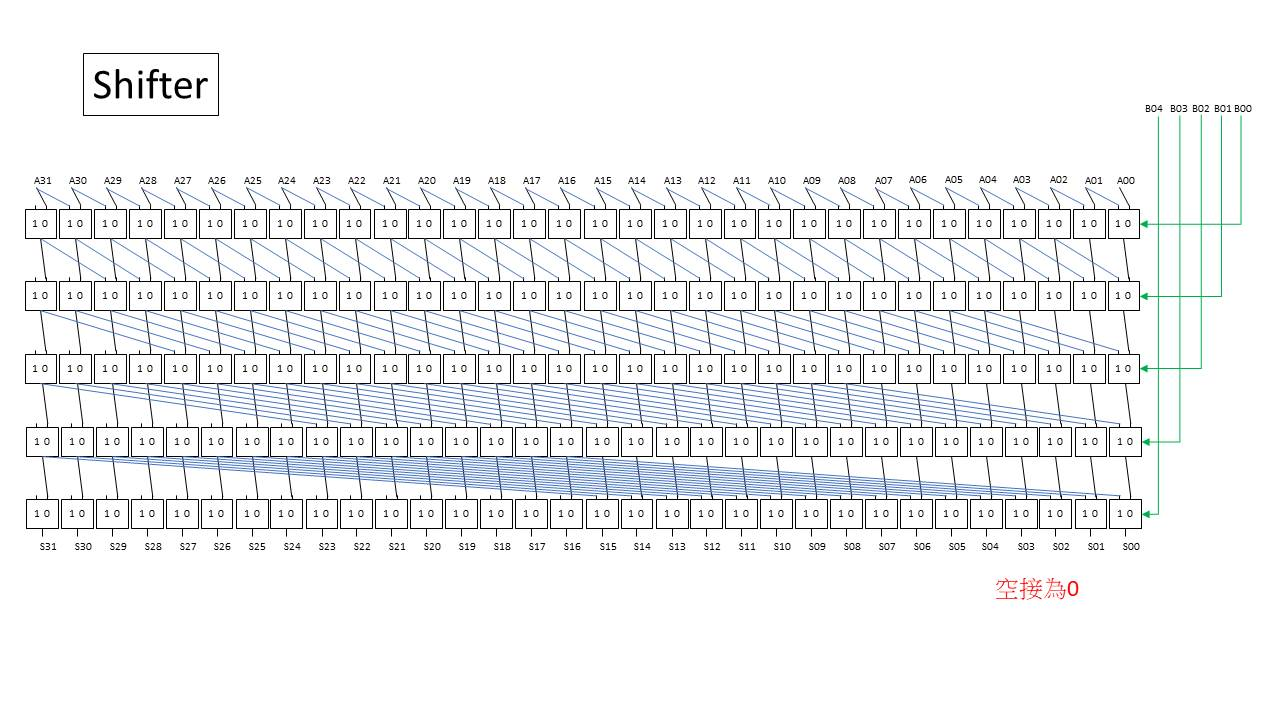 Shifter
B04 B03 B02 B01 B00
A31 A30 A29 A28 A27 A26 A25 A24 A23 A22 A21 A20 A19 A18 A17 A16 A15 A14 A13 A12 A11 A10 A09 A08 A07 A06 A05 A04 A03 A02 A01 A00
1 0 1 0 1 0 1 0 1 0 1 0 1 0 1 0 1 0 1 0 1 0 1 0 1 0 1 0 1 0 1 0 1 0 1 0 1 0 1 0 1 0 1 0 1 0 1 0 1 0 1 0 1 0 1 0 1 0 1 0 1 0 1 0
1 0 1 0 1 0 1 0 1 0 1 0 1 0 1 0 1 0 1 0 1 0 1 0 1 0 1 0 1 0 1 0 1 0 1 0 1 0 1 0 1 0 1 0 1 0 1 0 1 0 1 0 1 0 1 0 1 0 1 0 1 0 1 0
1 0 1 0 1 0 1 0 1 0 1 0 1 0 1 0 1 0 1 0 1 0 1 0 1 0 1 0 1 0 1 0 1 0 1 0 1 0 1 0 1 0 1 0 1 0 1 0 1 0 1 0 1 0 1 0 1 0 1 0 1 0 1 0
1 0 1 0 1 0 1 0 1 0 1 0 1 0 1 0 1 0 1 0 1 0 1 0 1 0 1 0 1 0 1 0 1 0 1 0 1 0 1 0 1 0 1 0 1 0 1 0 1 0 1 0 1 0 1 0 1 0 1 0 1 0 1 0
1 0 1 0 1 0 1 0 1 0 1 0 1 0 1 0 1 0 1 0 1 0 1 0 1 0 1 0 1 0 1 0 1 0 1 0 1 0 1 0 1 0 1 0 1 0 1 0 1 0 1 0 1 0 1 0 1 0 1 0 1 0 1 0
S31 S30 S29 S28 S27 S26 S25 S24 S23 S22 S21 S20 S19 S18 S17 S16 S15 S14 S13 S12 S11 S10 S09 S08 S07 S06 S05 S04 S03 S02 S01 S00
空接為0